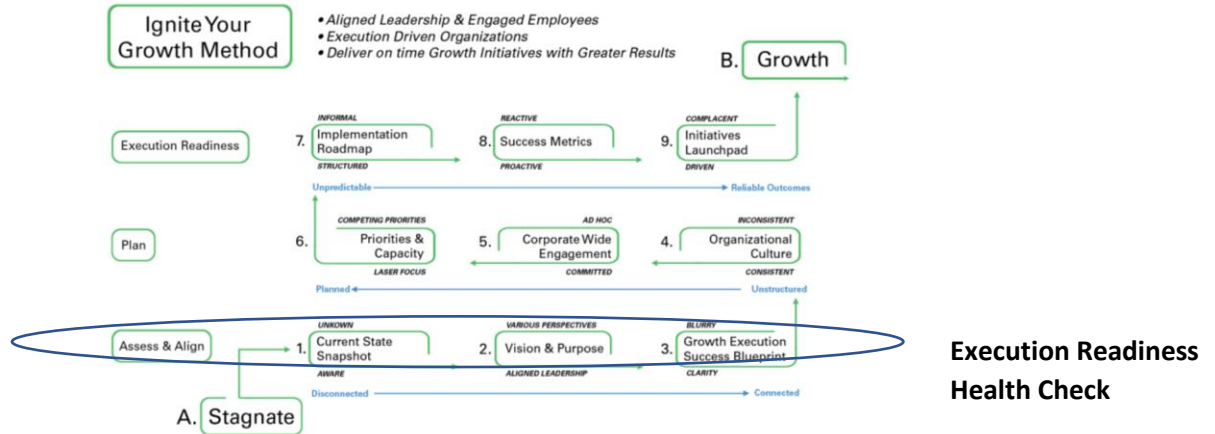 Ignite Your
Growth Method
• Aligned Leadership & Engaged Employees
• Execution Driven Organizations
• Deliver on time Growth Initiatives with Greater Results
B. Growth
Execution Readiness
INFORMAL
7. Implementation
Roadmap
STRUCTURED
REACTIVE
8. Success Metrics
PROACTIVE
COMPLACENT
9. Initiatives
Launchpad
DRIVEN
Unpredictable
Reliable Outcomes
Plan
COMPETING PRIORITIES
6. Priorities &
Capacity
LASER FOCUS
AD HOC
5. Corporate Wide
Engagement
COMMITTED
INCONSISTENT
4. Organizational
Culture
CONSISTENT
Planned
Unstructured
Assess & Align
UNKOWN
1. Current State
Snapshot
AWARE
VARIOUS PERSPECTIVES
2. Vision & Purpose
ALIGNED LEADERSHIP
BLURRY
3. Growth Execution
Success Blueprint
CLARITY
Disconnected
Connected
A. Stagnate
Execution Readiness
Health Check